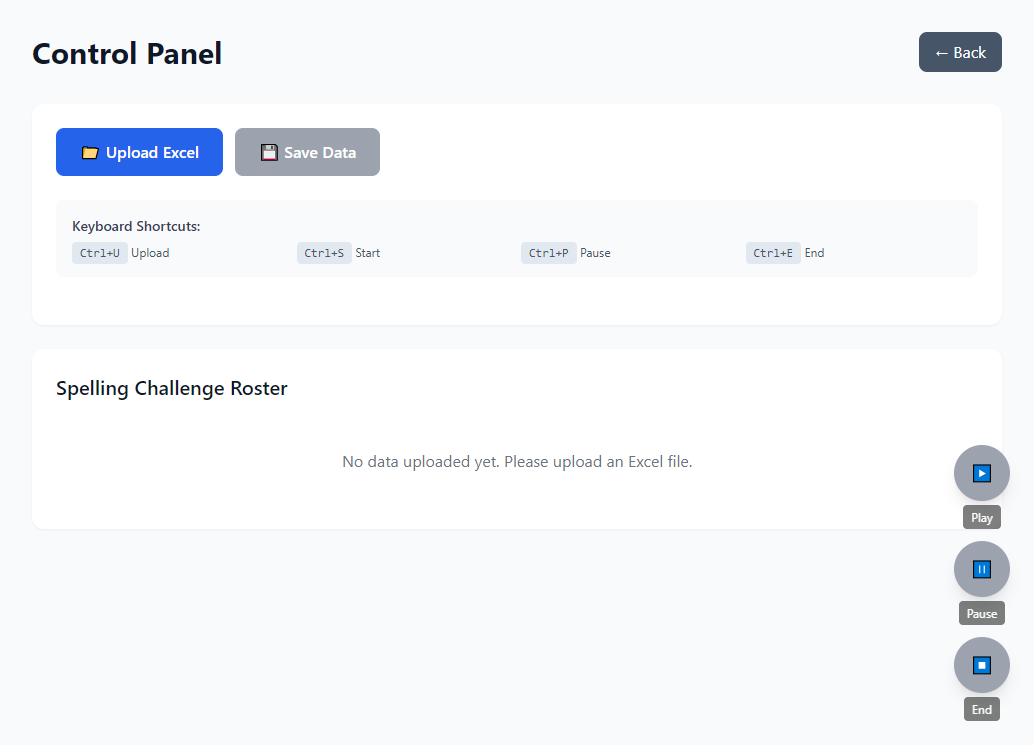 Control Panel
← Back
Upload Excel
Save Data
Keyboard Shortcuts:
Ctrl+U Upload
Ctrl+S Start
Ctrl+P Pause
Ctrl+E End
Spelling Challenge Roster
No data uploaded yet. Please upload an Excel file.
Play
Pause
End